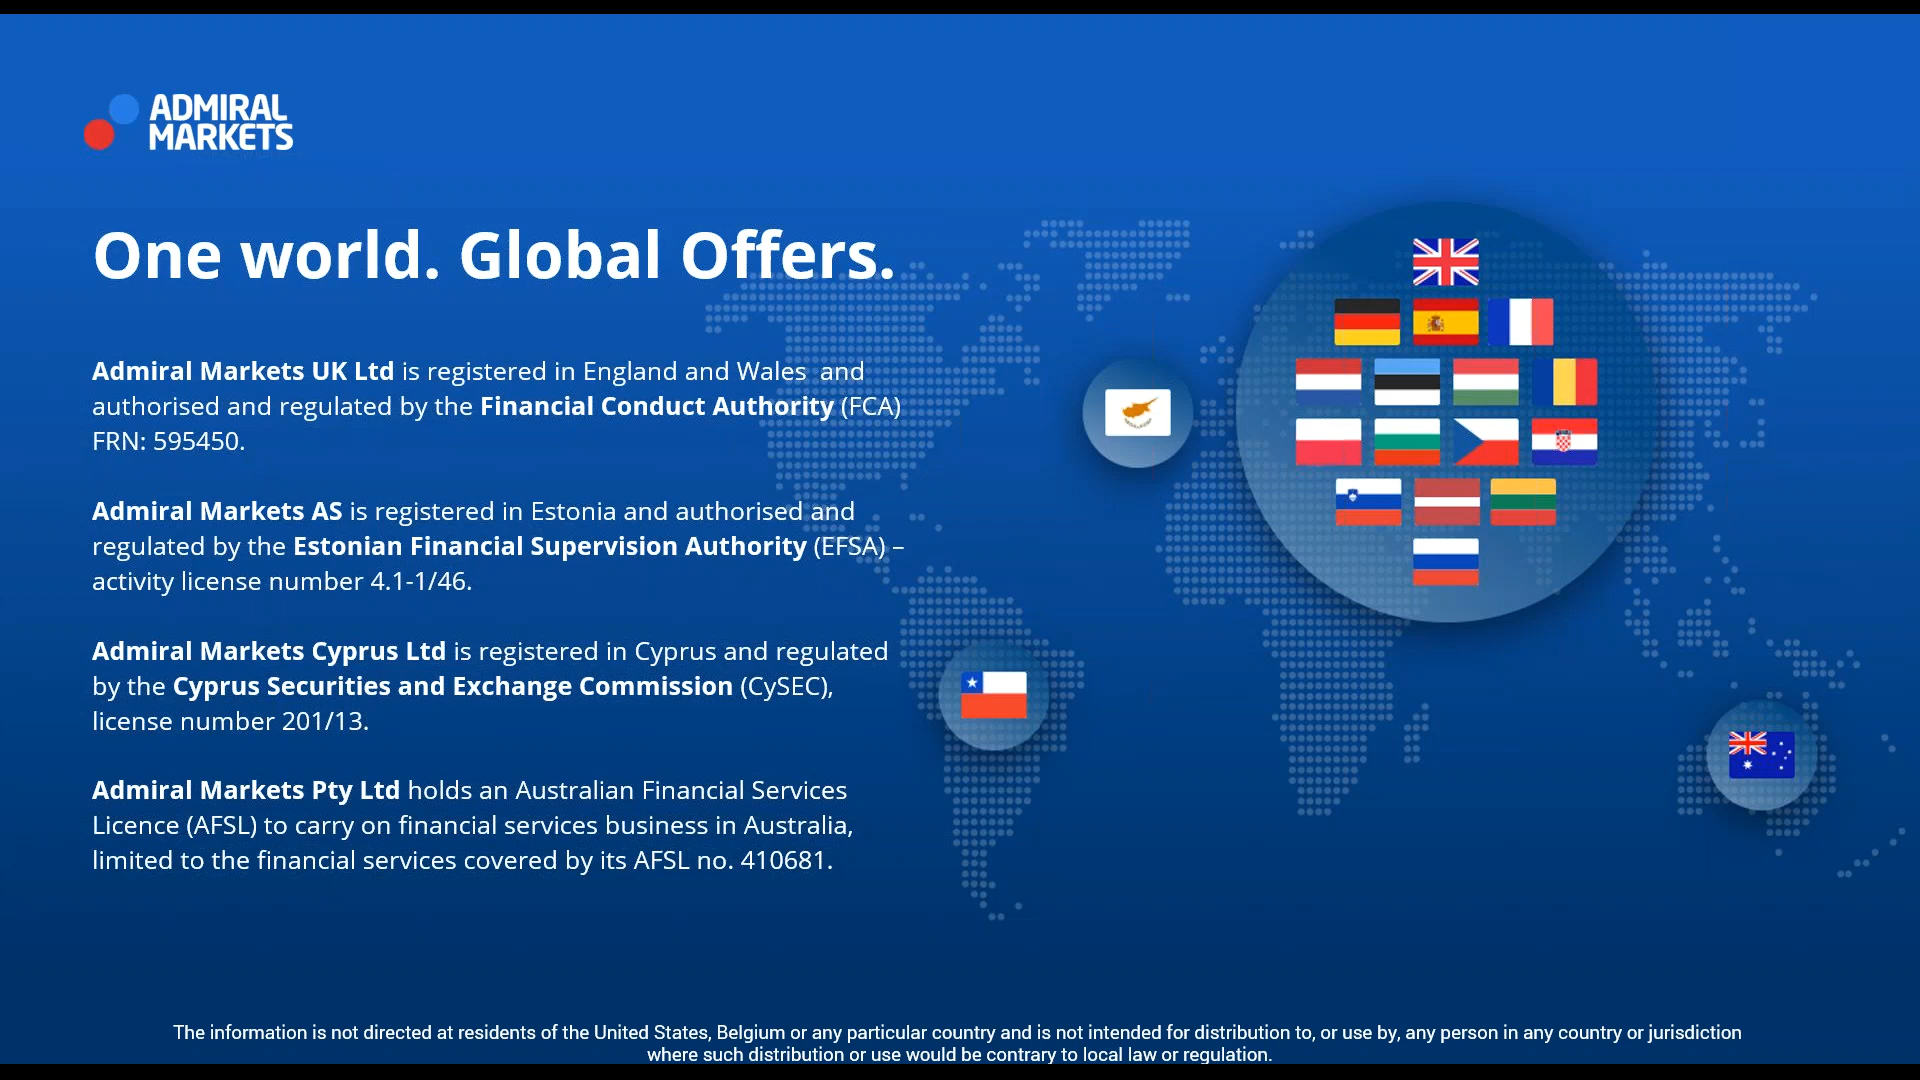 ADMIRAL
MARKETS
One world. Global Offers.
Admiral Markets UK Ltd is registered in England and Wales  and
authorised and regulated by the Financial Conduct Authority (FCA)
FRN: 595450.
Admiral Markets AS is registered in Estonia and authorised and
regulated by the Estonian Financial Supervision Authority (EFSA) –
activity license number 4.1-1/46.
Admiral Markets Cyprus Ltd is registered in Cyprus and regulated
by the Cyprus Securities and Exchange Commission (CySEC),
license number 201/13.
Admiral Markets Pty Ltd holds an Australian Financial Services
Licence (AFSL) to carry on financial services business in Australia,
limited to the financial services covered by its AFSL no. 410681.
The information is not directed at residents of the United States, Belgium or any particular country and is not intended for distribution to, or use by, any person in any country or jurisdiction
where such distribution or use would be contrary to local law or regulation.